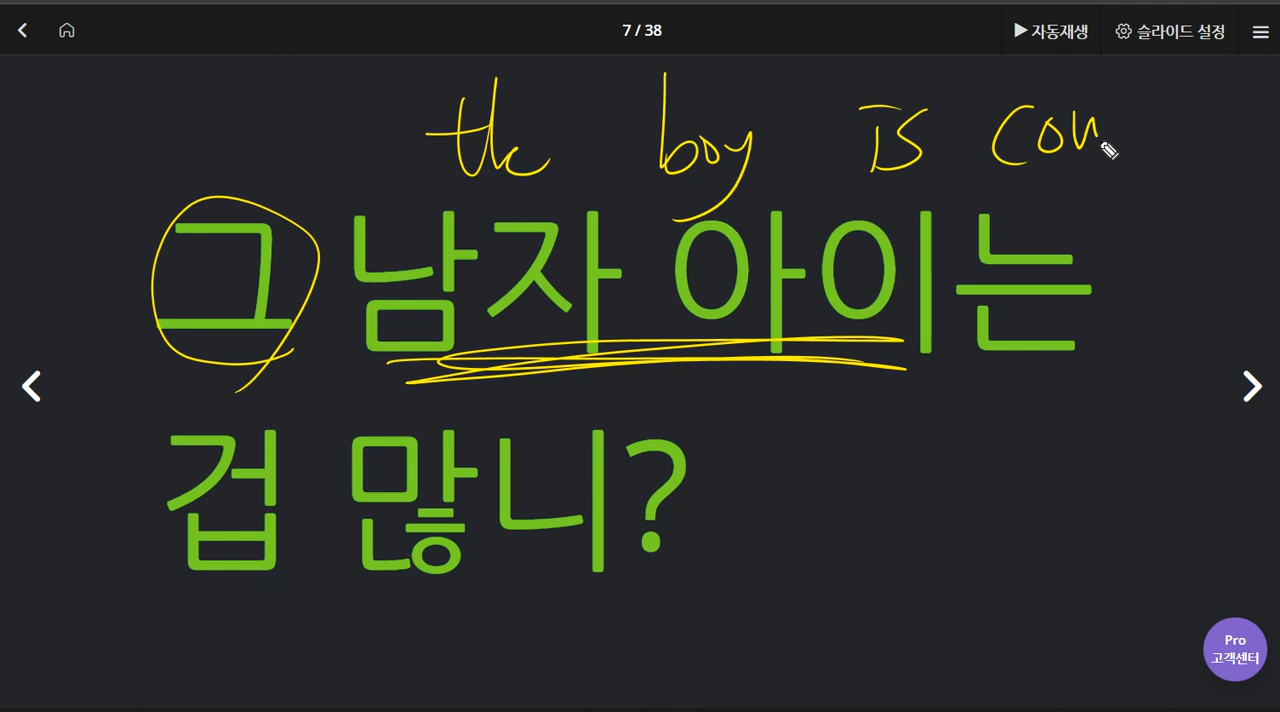 7 / 38
자동재생
슬라이드 설정
the boy is
그 남자 아이는
겁 많니?
Pro
고객센터